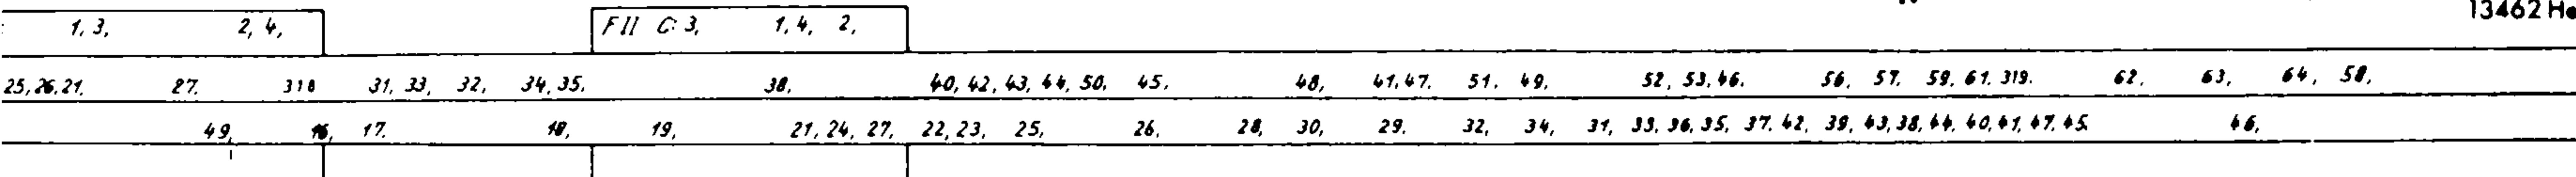 13462 He
1, 3, 2, 4, FII C: 3, 1, 4, 2,
25, 26, 21, 27. 318 31, 33, 32, 34, 35. 38, 40, 42, 43, 44, 50. 45, 48, 41, 47. 51. 49, 52, 53, 46. 56, 57. 59. 61. 319. 62, 63, 64, 58,
49, 16, 17. 18, 19, 21, 24, 27, 22, 23, 25, 26, 28, 30, 29. 32, 34, 31, 33, 36, 35, 37. 42, 39, 43, 38, 44. 40, 41, 47. 45. 46,